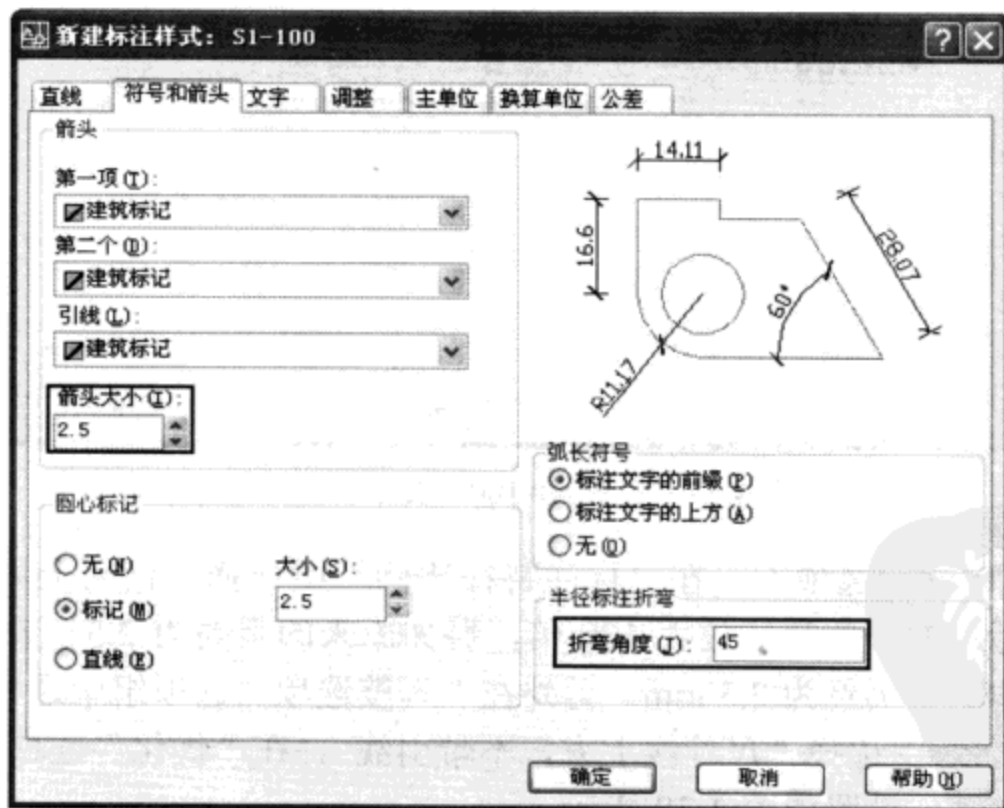 新建标注样式: S1-100
直线 符号和箭头 文字 调整 主单位 换算单位 公差
箭头
第一项(T):
建筑标记
第二个(D):
建筑标记
引线(L):
建筑标记
箭头大小(I):
2.5
圆心标记
无(N)
标记(M)
直线(E)
大小(S):
2.5
14.11
16.6
28.07
60°
R11.17
弧长符号
标注文字的前缀(P)
标注文字的上方(A)
无(O)
半径标注折弯
折弯角度(J): 45
确定 取消 帮助(H)